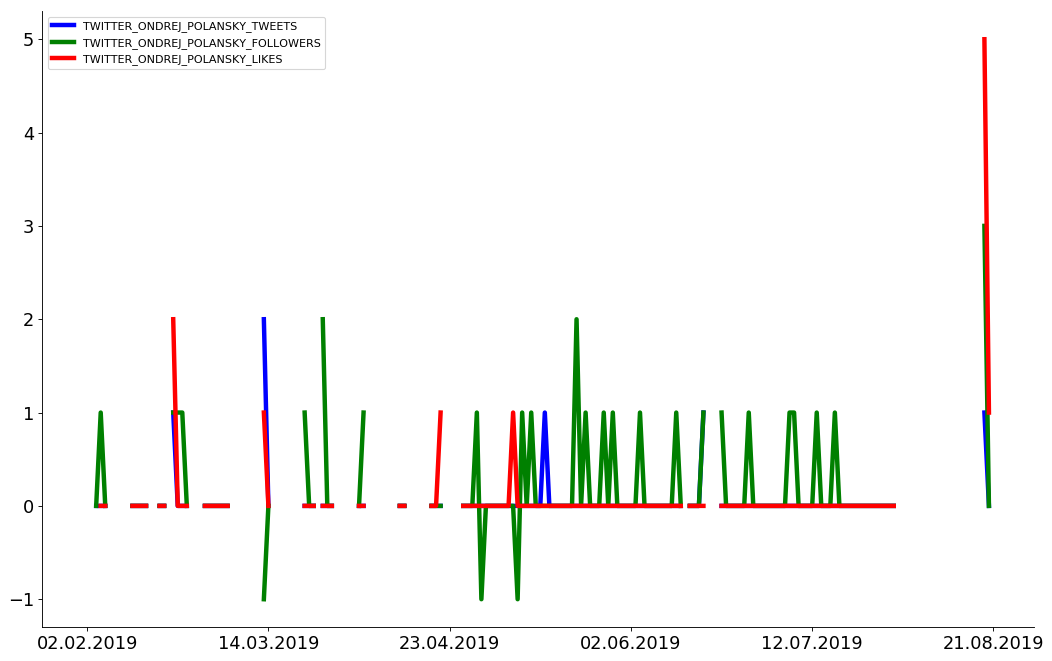 TWITTER_ONDREJ_POLANSKY_TWEETS
TWITTER_ONDREJ_POLANSKY_FOLLOWERS
TWITTER_ONDREJ_POLANSKY_LIKES
5
4
3
2
1
0
−1
02.02.2019 14.03.2019 23.04.2019 02.06.2019 12.07.2019 21.08.2019